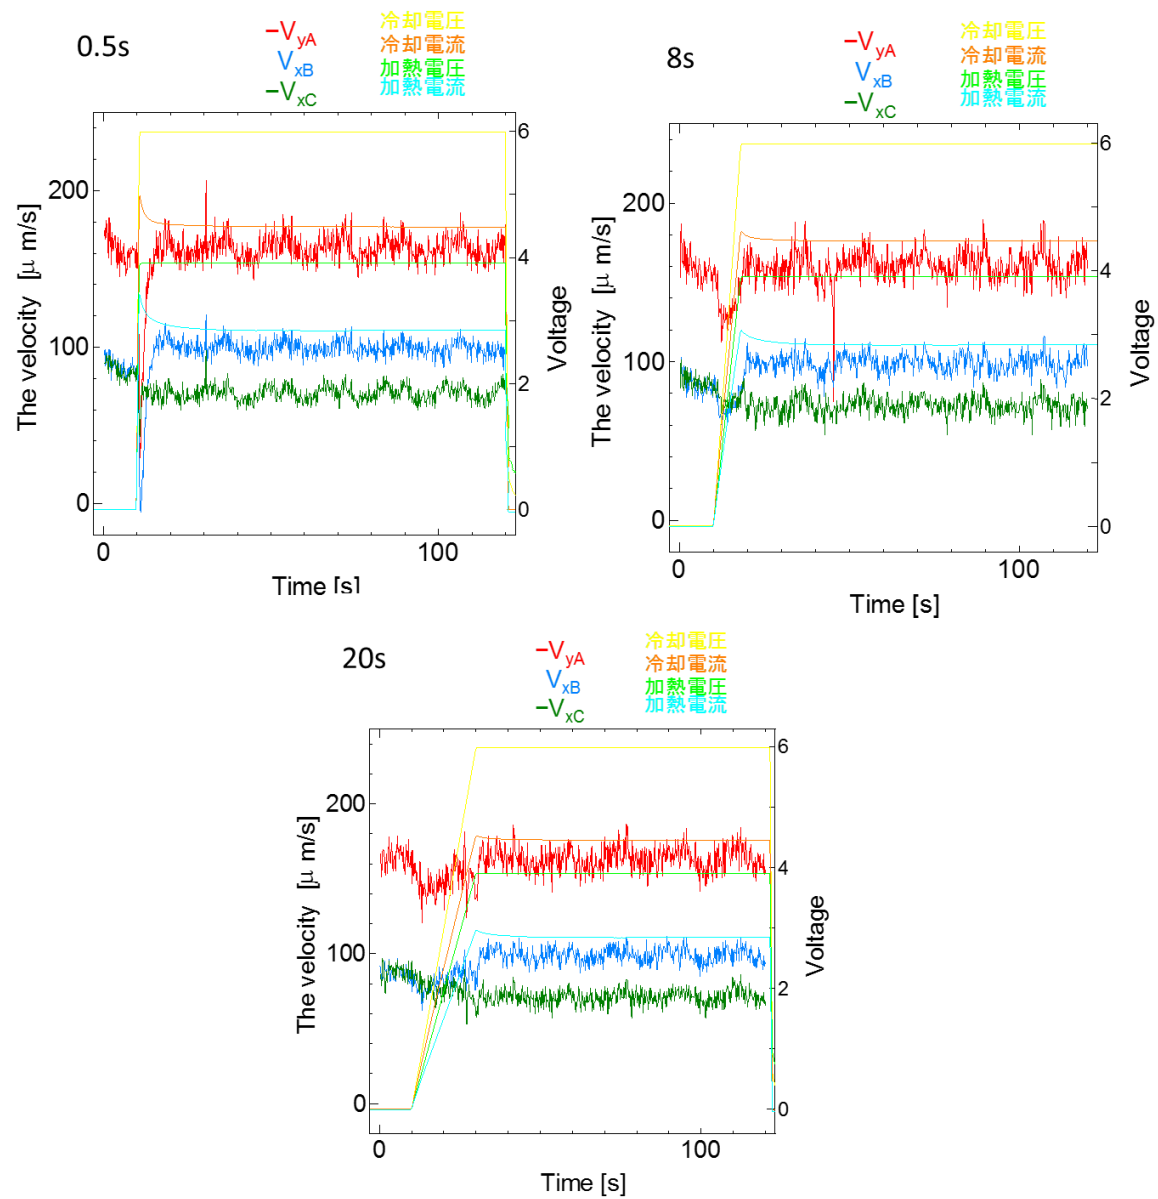 0.5s
−VyA
VxB
−VxC
冷却電圧
冷却電流
加熱電圧
加熱電流
The velocity [μ m/s]
200
100
0
6
4
2
0
Voltage
0
100
Time [s]
8s
−VyA
VxB
−VxC
冷却電圧
冷却電流
加熱電圧
加熱電流
The velocity [μ m/s]
200
100
0
6
4
2
0
Voltage
0
100
Time [s]
20s
−VyA
VxB
−VxC
冷却電圧
冷却電流
加熱電圧
加熱電流
The velocity [μ m/s]
200
100
0
6
4
2
0
Voltage
0
100
Time [s]